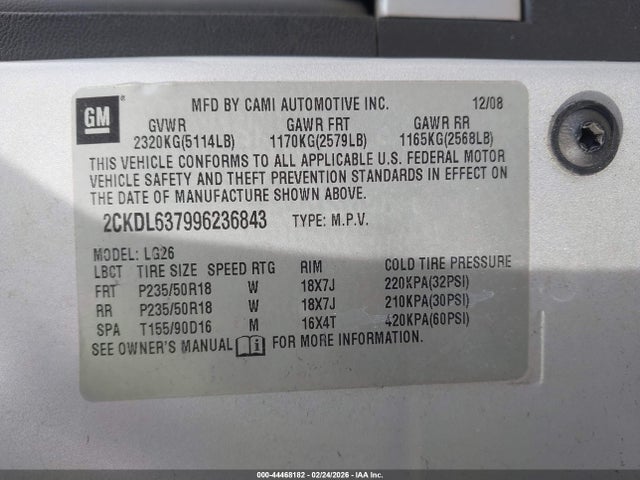 GM
MFD BY CAMI AUTOMOTIVE INC. 12/08
GVWR GAWR FRT GAWR RR
2320KG(5114LB) 1170KG(2579LB) 1165KG(2568LB)
THIS VEHICLE CONFORMS TO ALL APPLICABLE U.S. FEDERAL MOTOR
VEHICLE SAFETY AND THEFT PREVENTION STANDARDS IN EFFECT ON
THE DATE OF MANUFACTURE SHOWN ABOVE.
2CKDL637996236843 TYPE: M.P.V.
MODEL: LG26
LBCT TIRE SIZE SPEED RTG RIM COLD TIRE PRESSURE
FRT P235/50R18 W 18X7J 220KPA(32PSI)
RR P235/50R18 W 18X7J 210KPA(30PSI)
SPA T155/90D16 M 16X4T 420KPA(60PSI)
SEE OWNER'S MANUAL FOR MORE INFORMATION.
000-44468182 - 02/24/2026 - IAA Inc.